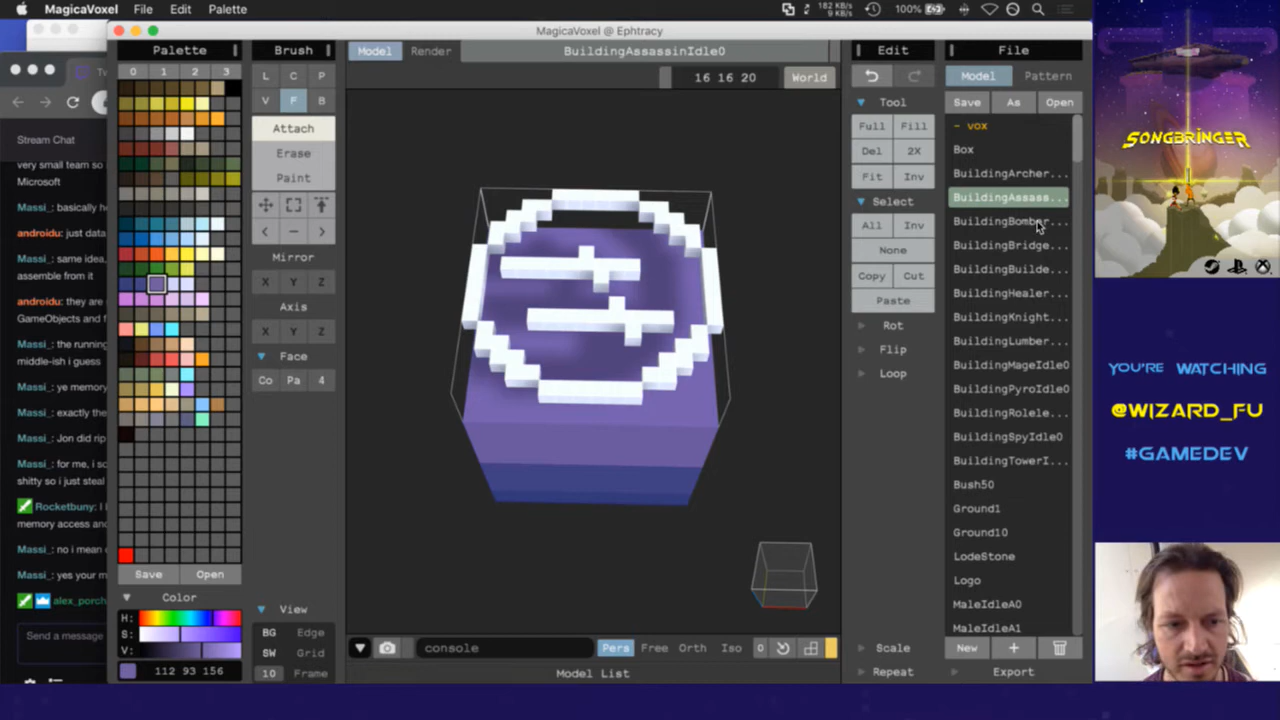 MagicaVoxel File Edit Palette
182 KB/s
9 KB/s
100%
MagicaVoxel @ Ephtracy
Stream Chat
very small team so
Microsoft
Massi_: basically
androidu: just data
Massi_: same idea,
assemble from it
androidu: they are
GameObjects and
Massi_: the running
middle-ish i guess
Massi_: ye memory
Massi_: exactly the
Massi_: Jon did rip
Massi_: for me, i
shitty so i just steal
Rocketbuny: I
memory access and
Massi_: no i mean
Massi_: yes your
alex_porch
Send a message
Palette
0 1 2 3
Save Open
Color
H:
S:
V:
112 93 156
Brush
L C P
V F B
Attach
Erase
Paint
Mirror
X Y Z
Axis
X Y Z
Face
Co Pa 4
View
BG Edge
SW Grid
10 Frame
Model Render BuildingAssassinIdle0
16 16 20 World
console Pers Free Orth Iso 0
Model List
Edit
Tool
Full Fill
Del 2X
Fit Inv
Select
All Inv
None
Copy Cut
Paste
Rot
Flip
Loop
Scale
Repeat
File
Model Pattern
Save As Open
- vox
Box
BuildingArcher...
BuildingAssass...
BuildingBomber...
BuildingBridge...
BuildingBuilde...
BuildingHealer...
BuildingKnight...
BuildingLumber...
BuildingMageIdle0
BuildingPyroIdle0
BuildingRolele...
BuildingSpyIdle0
BuildingTowerI...
Bush50
Ground1
Ground10
LodeStone
Logo
MaleIdleA0
MaleIdleA1
New +
Export
SONGBRINGER
YOU'RE WATCHING
@WIZARD_FU
#GAMEDEV